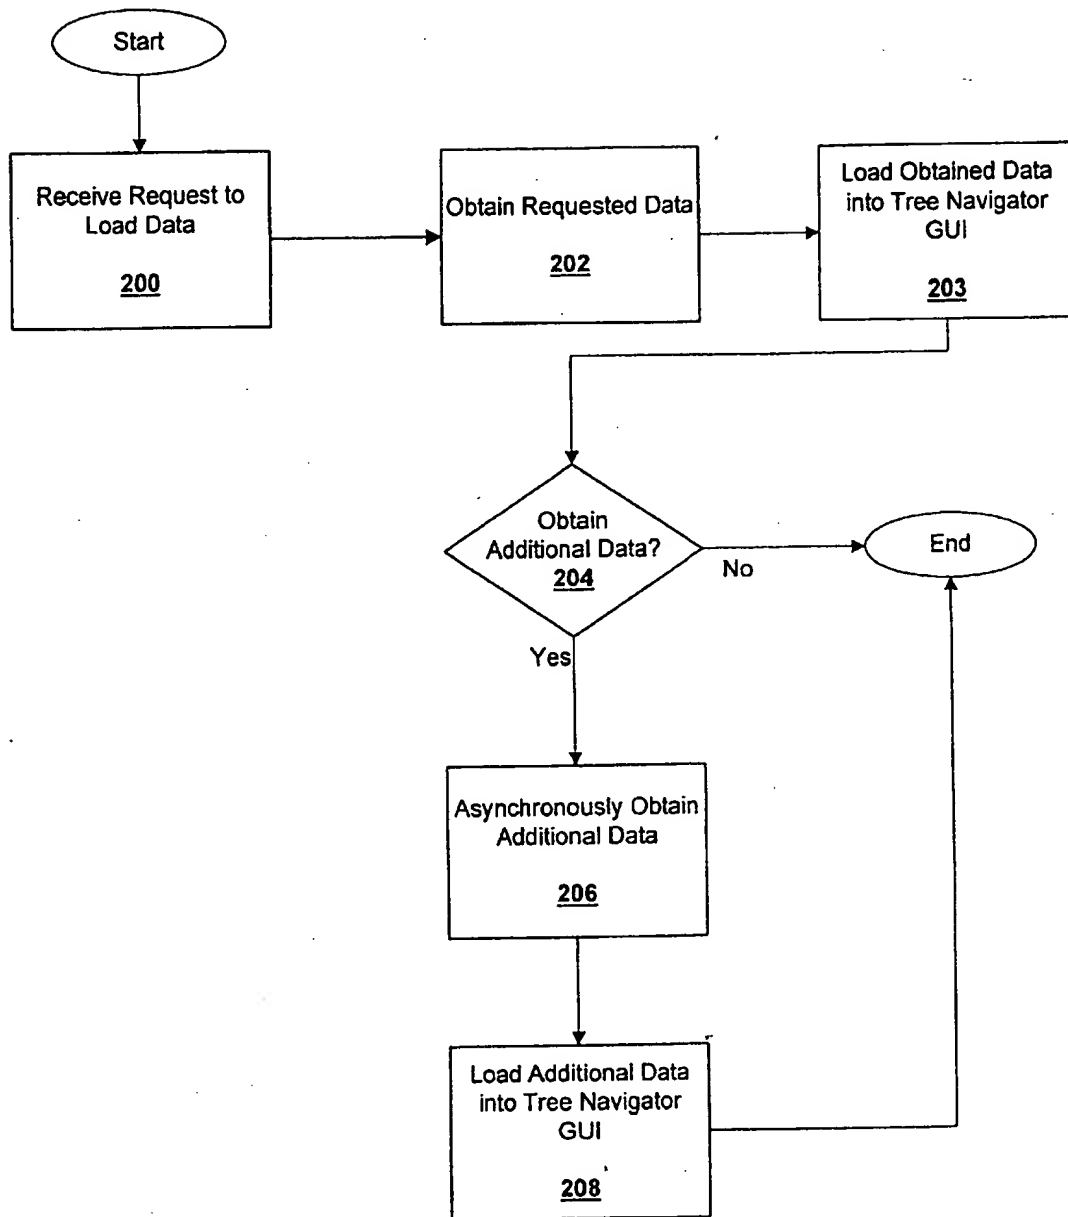 Start
Receive Request to
Load Data
200
Obtain Requested Data
202
Load Obtained Data
into Tree Navigator
GUI
203
Obtain
Additional Data?
204
No
End
Yes
Asynchronously Obtain
Additional Data
206
Load Additional Data
into Tree Navigator
GUI
208